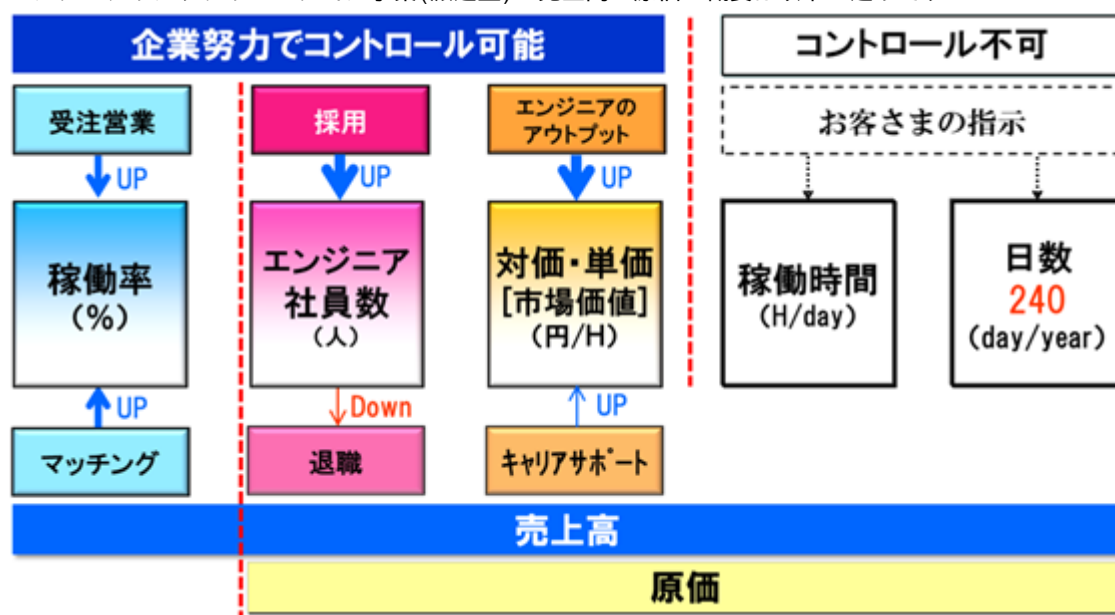 企業努力でコントロール可能
コントロール不可
受注営業
採用
エンジニアの
アウトプット
お客さまの指示
UP
UP
UP
稼働率
(%)
エンジニア
社員数
(人)
対価・単価
[市場価値]
(円/H)
稼働時間
(H/day)
日数
240
(day/year)
UP
Down
UP
マッチング
退職
キャリアサポート
売上高
原価